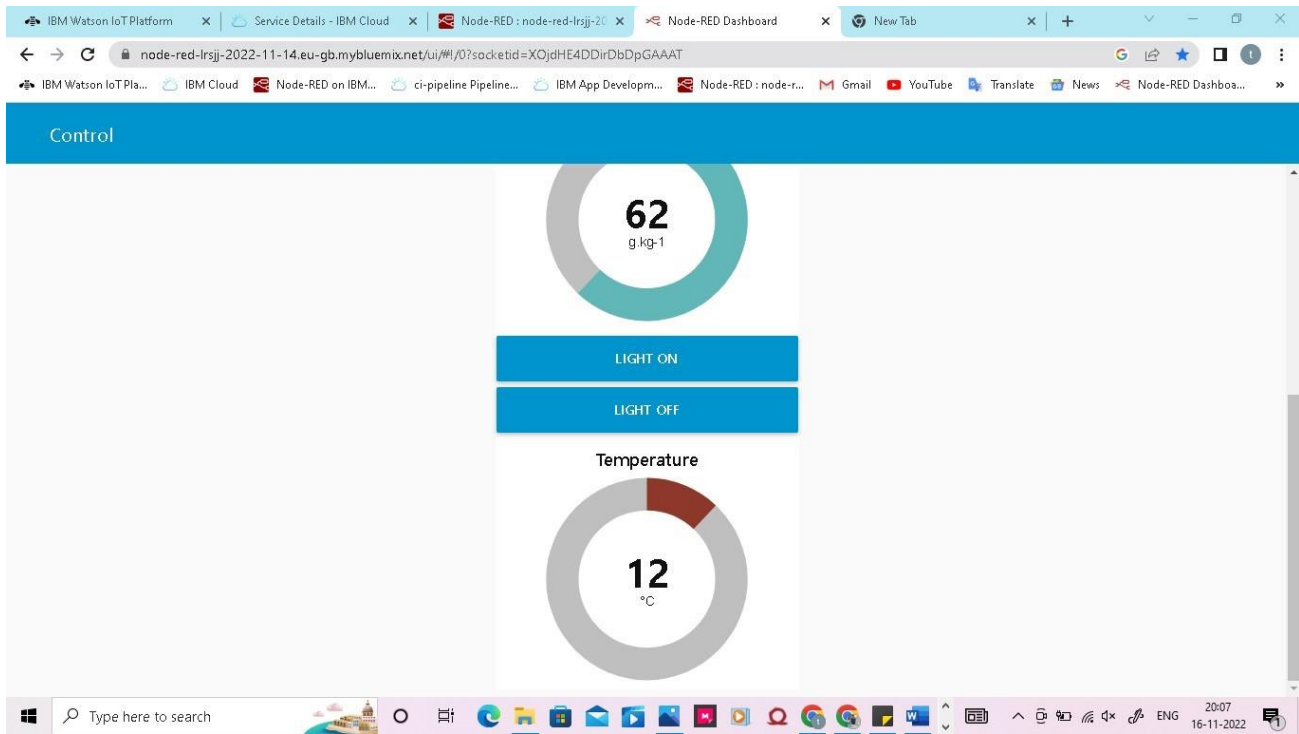 IBM Watson IoT Platform
Service Details - IBM Cloud
Node-RED : node-red-lrsjj-20
Node-RED Dashboard
New Tab
node-red-lrsjj-2022-11-14.eu-gb.mybluemix.net/ui/#!/0?socketid=XOjdHE4DDirDbDpGAAAT
IBM Watson IoT Pla... IBM Cloud Node-RED on IBM... ci-pipeline Pipeline... IBM App Developm... Node-RED : node-r... Gmail YouTube Translate News Node-RED Dashboa... »
Control
62
g.kg-1
LIGHT ON
LIGHT OFF
Temperature
12
°C
Type here to search
ENG
20:07
16-11-2022